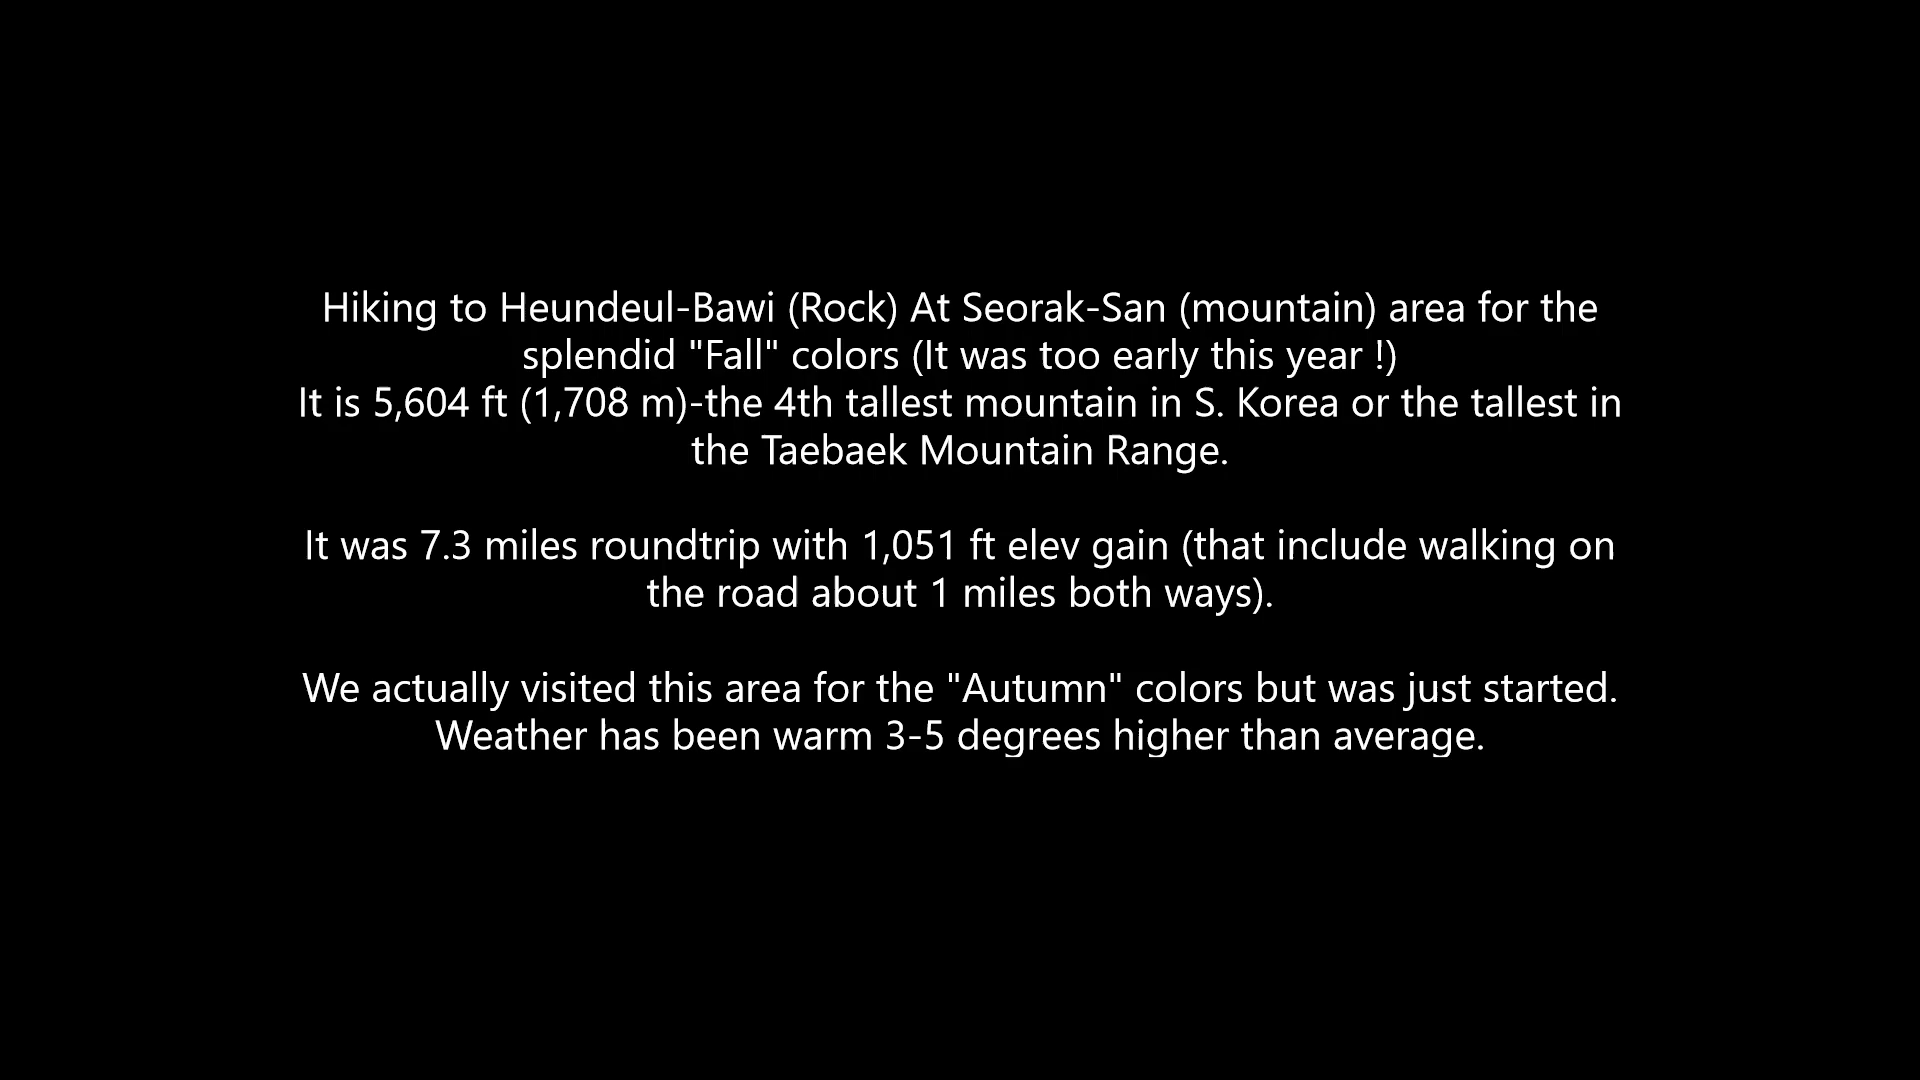 Hiking to Heundeul-Bawi (Rock) At Seorak-San (mountain) area for the
splendid "Fall" colors (It was too early this year !)
It is 5,604 ft (1,708 m)-the 4th tallest mountain in S. Korea or the tallest in
the Taebaek Mountain Range.
It was 7.3 miles roundtrip with 1,051 ft elev gain (that include walking on
the road about 1 miles both ways).
We actually visited this area for the "Autumn" colors but was just started.
Weather has been warm 3-5 degrees higher than average.